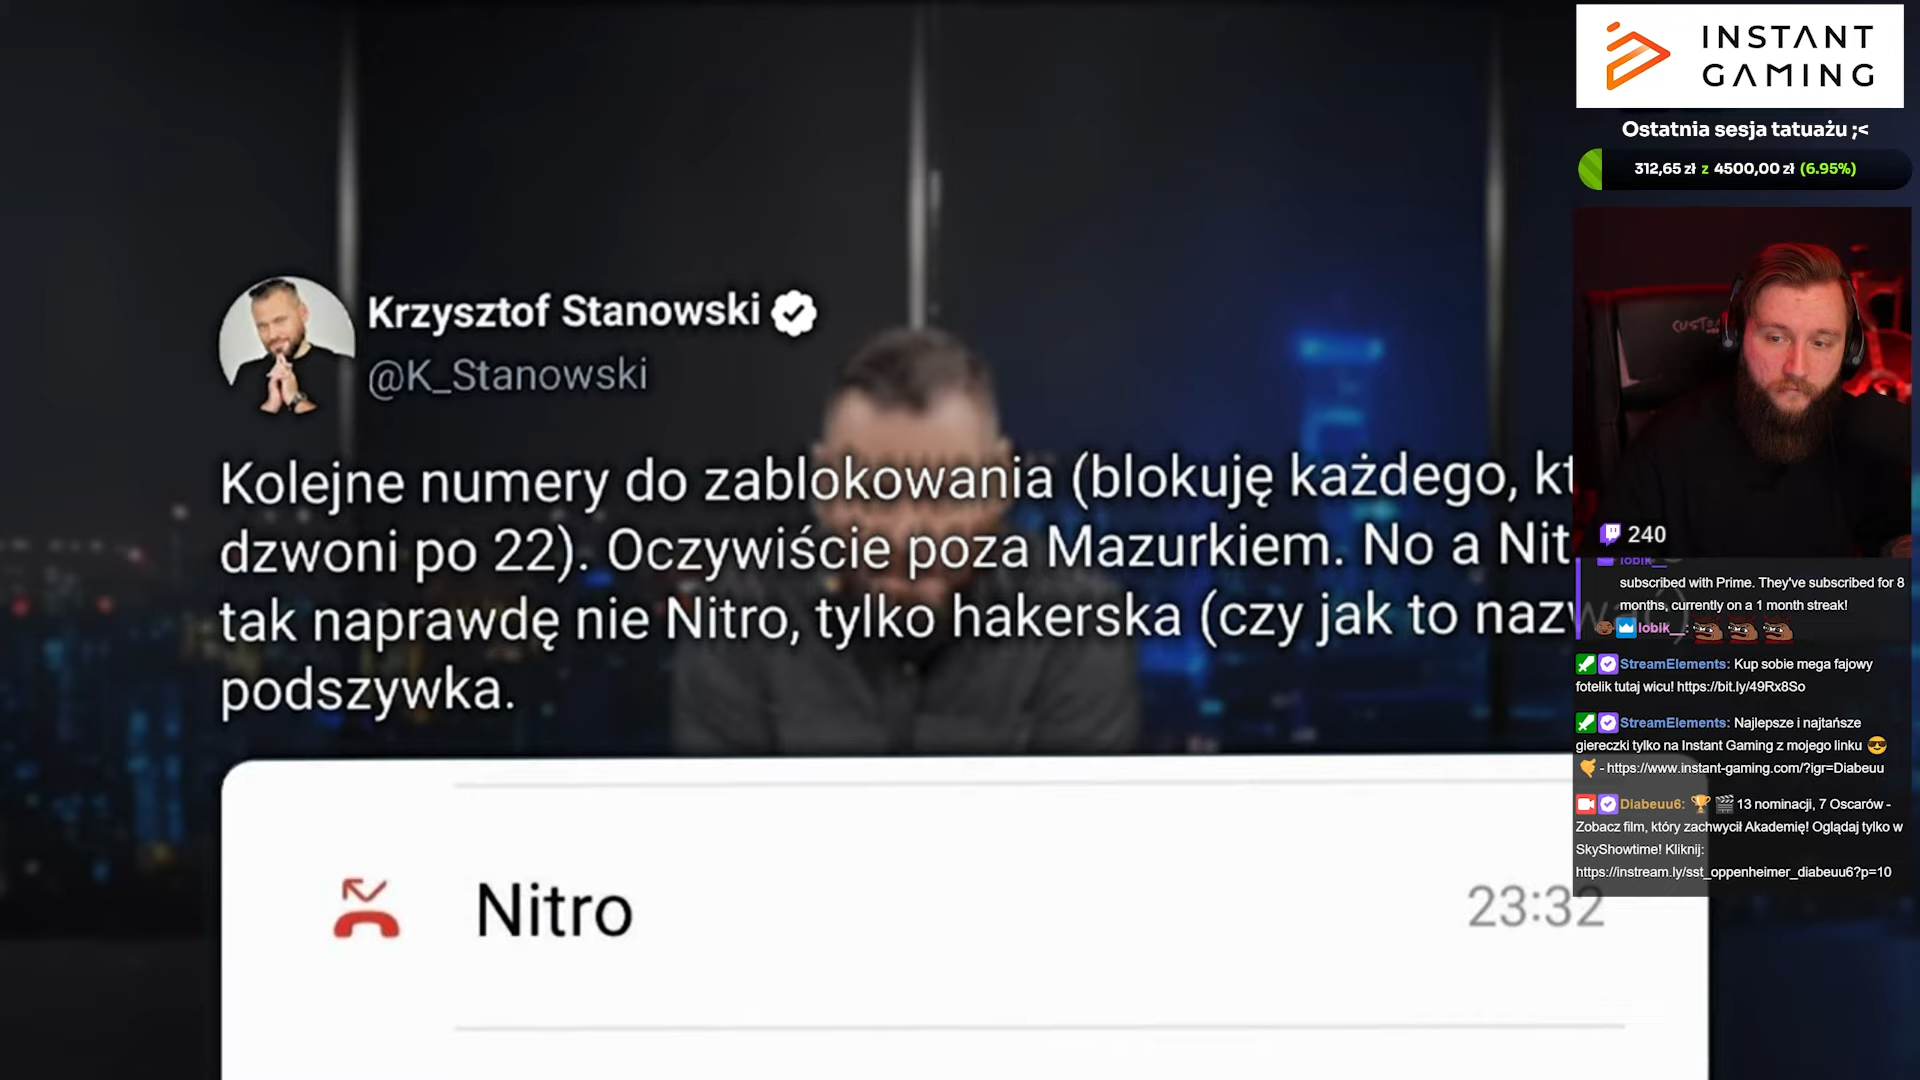 INSTANT
GAMING
Ostatnia sesja tatuażu ;<
312,65 zł z 4500,00 zł (6.95%)
Krzysztof Stanowski
@K_Stanowski
Kolejne numery do zablokowania (blokuję każdego,
dzwoni po 22). Oczywiście poza Mazurkiem. No a
tak naprawdę nie Nitro, tylko hakerska (czy jak to
podszywka.
Nitro
23:32
240
lobik__
subscribed with Prime. They've subscribed for 8
months, currently on a 1 month streak!
lobik__:
StreamElements: Kup sobie mega fajowy
fotelik tutaj wicu! https://bit.ly/49Rx8So
StreamElements: Najlepsze i najtańsze
giereczki tylko na Instant Gaming z mojego linku 😎
- https://www.instant-gaming.com/?igr=Diabeuu
Diabeuu6: 🏆 🎬 13 nominacji, 7 Oscarów -
Zobacz film, który zachwycił Akademię! Oglądaj tylko w
SkyShowtime! Kliknij:
https://instream.ly/sst_oppenheimer_diabeuu6?p=10